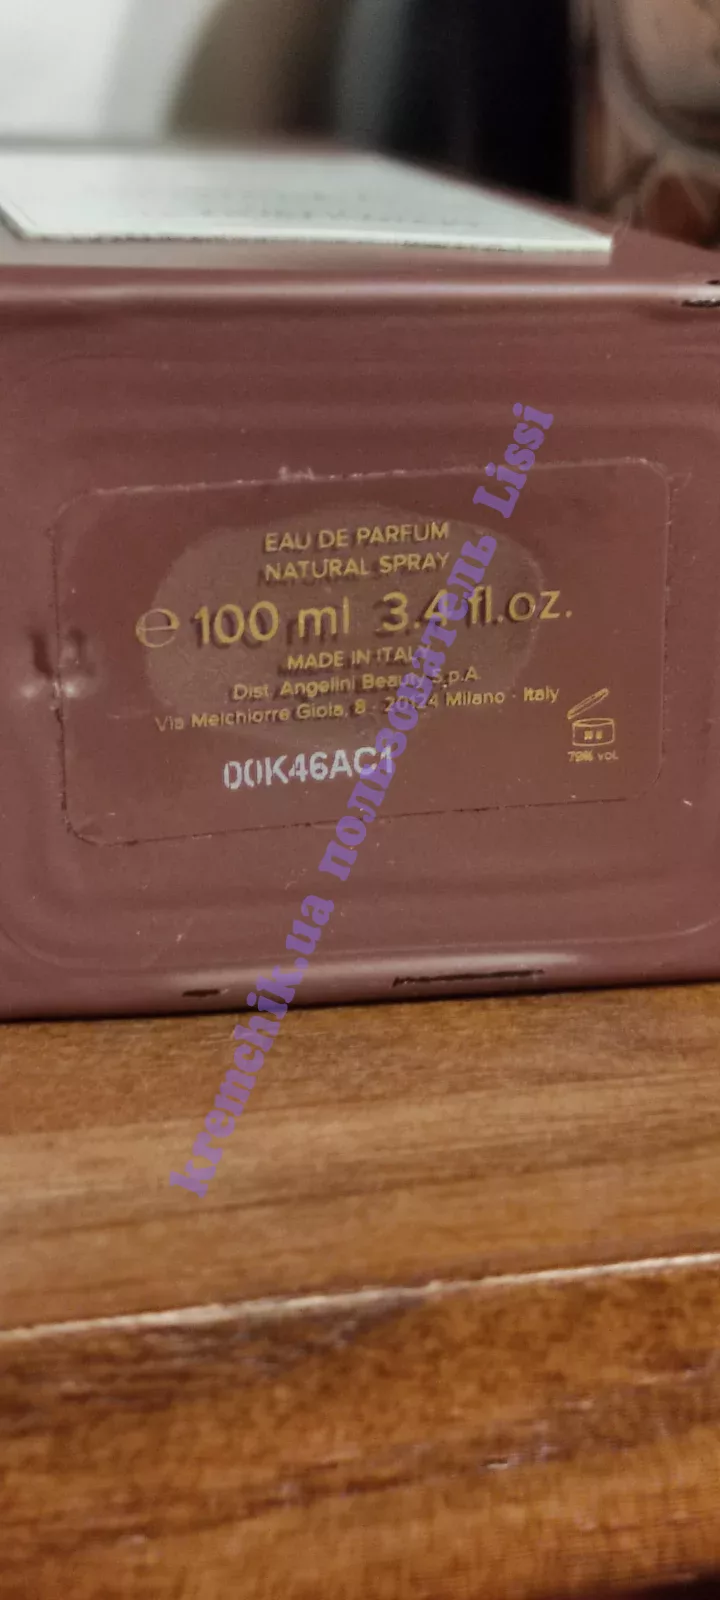 EAU DE PARFUM
NATURAL SPRAY
℮ 100 ml 3.4 fl.oz.
MADE IN ITALY
Dist. Angelini Beauty S.p.A.
Via Melchiorre Gioia, 8 - 20124 Milano - Italy
79% vol.
00K46AC1
kremchik.ua пользователь Lissi